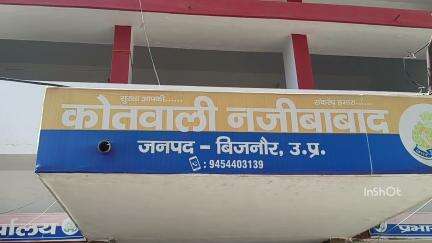 सुरक्षा आपकी...... संकल्प हमारा......
कोतवाली नजीबाबाद
जनपद - बिजनौर, उ.प्र.
: 9454403139
InShOt